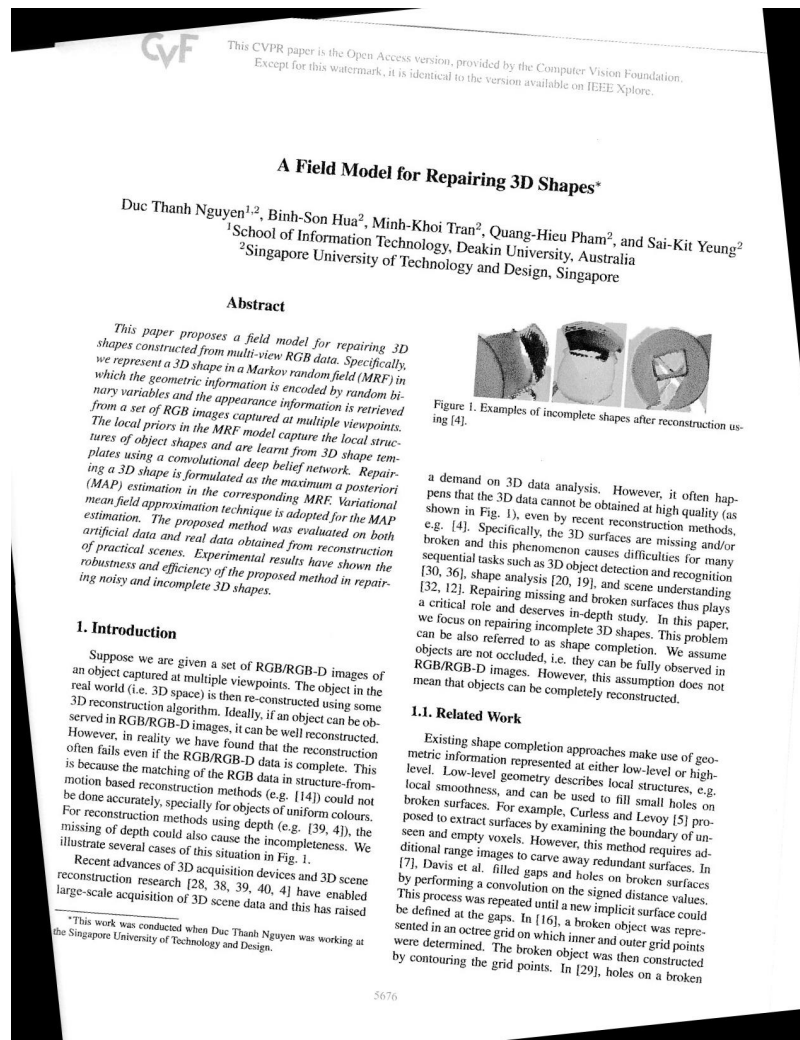 CVF
This CVPR paper is the Open Access version, provided by the Computer Vision Foundation.
Except for this watermark, it is identical to the version available on IEEE Xplore.
A Field Model for Repairing 3D Shapes*
Duc Thanh Nguyen1,2, Binh-Son Hua2, Minh-Khoi Tran2, Quang-Hieu Pham2, and Sai-Kit Yeung2
1School of Information Technology, Deakin University, Australia
2Singapore University of Technology and Design, Singapore
Abstract
This paper proposes a field model for repairing 3D
shapes constructed from multi-view RGB data. Specifically,
we represent a 3D shape in a Markov random field (MRF) in
which the geometric information is encoded by random bi-
nary variables and the appearance information is retrieved
from a set of RGB images captured at multiple viewpoints.
The local priors in the MRF model capture the local struc-
tures of object shapes and are learnt from 3D shape tem-
plates using a convolutional deep belief network. Repair-
ing a 3D shape is formulated as the maximum a posteriori
(MAP) estimation in the corresponding MRF. Variational
mean field approximation technique is adopted for the MAP
estimation. The proposed method was evaluated on both
artificial data and real data obtained from reconstruction
of practical scenes. Experimental results have shown the
robustness and efficiency of the proposed method in repair-
ing noisy and incomplete 3D shapes.
1. Introduction
Suppose we are given a set of RGB/RGB-D images of
an object captured at multiple viewpoints. The object in the
real world (i.e. 3D space) is then re-constructed using some
3D reconstruction algorithm. Ideally, if an object can be ob-
served in RGB/RGB-D images, it can be well reconstructed.
However, in reality we have found that the reconstruction
often fails even if the RGB/RGB-D data is complete. This
is because the matching of the RGB data in structure-from-
motion based reconstruction methods (e.g. [14]) could not
be done accurately, specially for objects of uniform colours.
For reconstruction methods using depth (e.g. [39, 4]), the
missing of depth could also cause the incompleteness. We
illustrate several cases of this situation in Fig. 1.
Recent advances of 3D acquisition devices and 3D scene
reconstruction research [28, 38, 39, 40, 4] have enabled
large-scale acquisition of 3D scene data and this has raised
*This work was conducted when Duc Thanh Nguyen was working at
the Singapore University of Technology and Design.
Figure 1. Examples of incomplete shapes after reconstruction us-
ing [4].
a demand on 3D data analysis. However, it often hap-
pens that the 3D data cannot be obtained at high quality (as
shown in Fig. 1), even by recent reconstruction methods,
e.g. [4]. Specifically, the 3D surfaces are missing and/or
broken and this phenomenon causes difficulties for many
sequential tasks such as 3D object detection and recognition
[30, 36], shape analysis [20, 19], and scene understanding
[32, 12]. Repairing missing and broken surfaces thus plays
a critical role and deserves in-depth study. In this paper,
we focus on repairing incomplete 3D shapes. This problem
can be also referred to as shape completion. We assume
objects are not occluded, i.e. they can be fully observed in
RGB/RGB-D images. However, this assumption does not
mean that objects can be completely reconstructed.
1.1. Related Work
Existing shape completion approaches make use of geo-
metric information represented at either low-level or high-
level. Low-level geometry describes local structures, e.g.
local smoothness, and can be used to fill small holes on
broken surfaces. For example, Curless and Levoy [5] pro-
posed to extract surfaces by examining the boundary of un-
seen and empty voxels. However, this method requires ad-
ditional range images to carve away redundant surfaces. In
[7], Davis et al. filled gaps and holes on broken surfaces
by performing a convolution on the signed distance values.
This process was repeated until a new implicit surface could
be defined at the gaps. In [16], a broken object was repre-
sented in an octree grid on which inner and outer grid points
were determined. The broken object was then constructed
by contouring the grid points. In [29], holes on a broken
5676